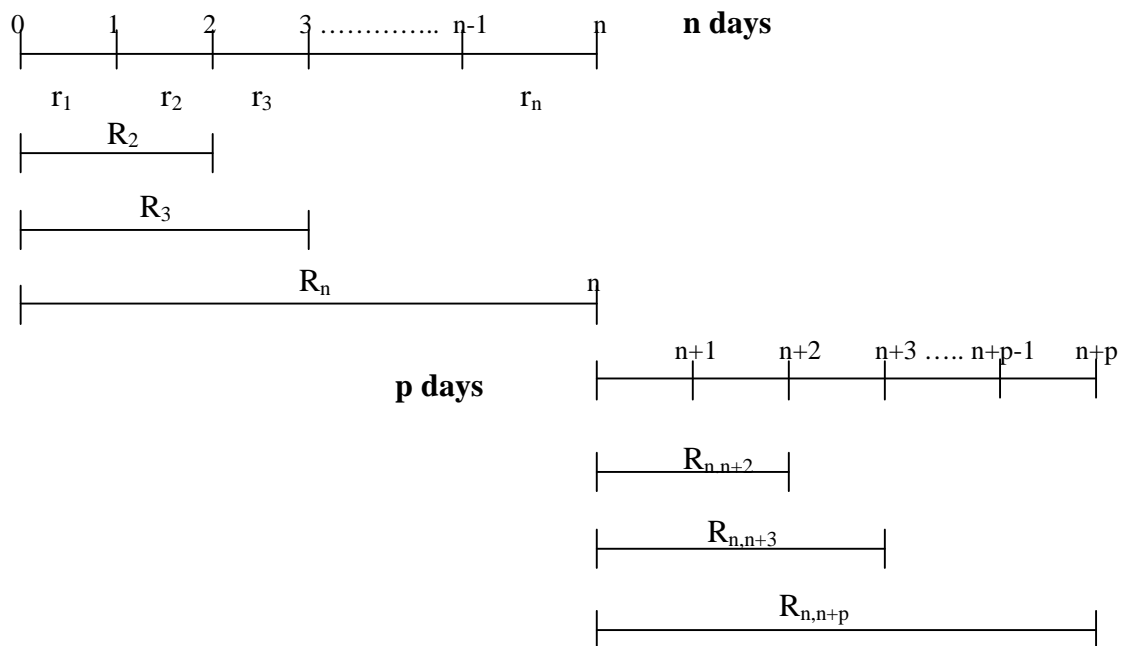 0 1 2 3 ………….. n-1 n n days
r₁ r₂ r₃ rₙ
R₂
R₃
Rₙ n
n+1 n+2 n+3 ….. n+p-1 n+p
p days
Rₙ,ₙ₊₂
Rₙ,ₙ₊₃
Rₙ,ₙ₊ₚ